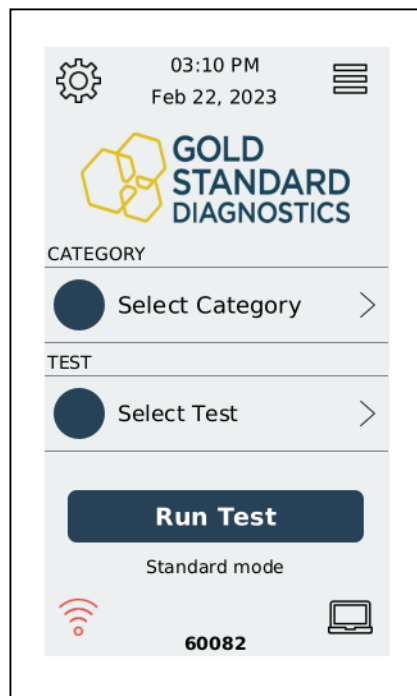 03:10 PM
Feb 22, 2023
GOLD
STANDARD
DIAGNOSTICS
CATEGORY
Select Category
TEST
Select Test
Run Test
Standard mode
60082